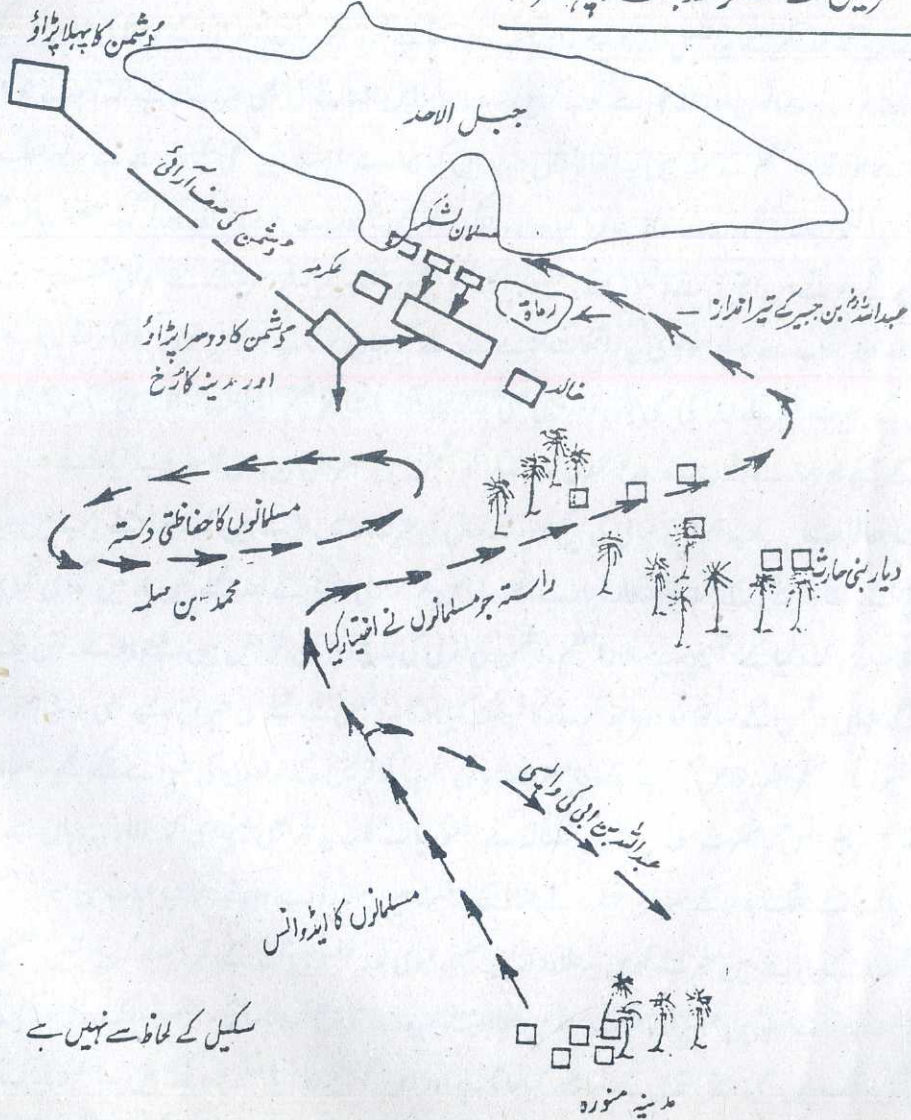 دشمن کا پہلا پڑاؤ
جبل الاحد
دشمن کی صف آرائی
مسلمان لشکر
عکرمہ
رماۃ
عبداللہؓ بن جبیر کے تیر انداز
دشمن کا دوسرا پڑاؤ
اور مدینہ کا رُخ
خالد
مسلمانوں کا حفاظتی دستہ
محمدؓ بن مسلمہ
دیار بنی حارث
راستہ جو مسلمانوں نے اختیار کیا
عبداللہ بن ابی کی واپسی
مسلمانوں کا ایڈوانس
سکیل کے لحاظ سے نہیں ہے
مدینہ منورہ